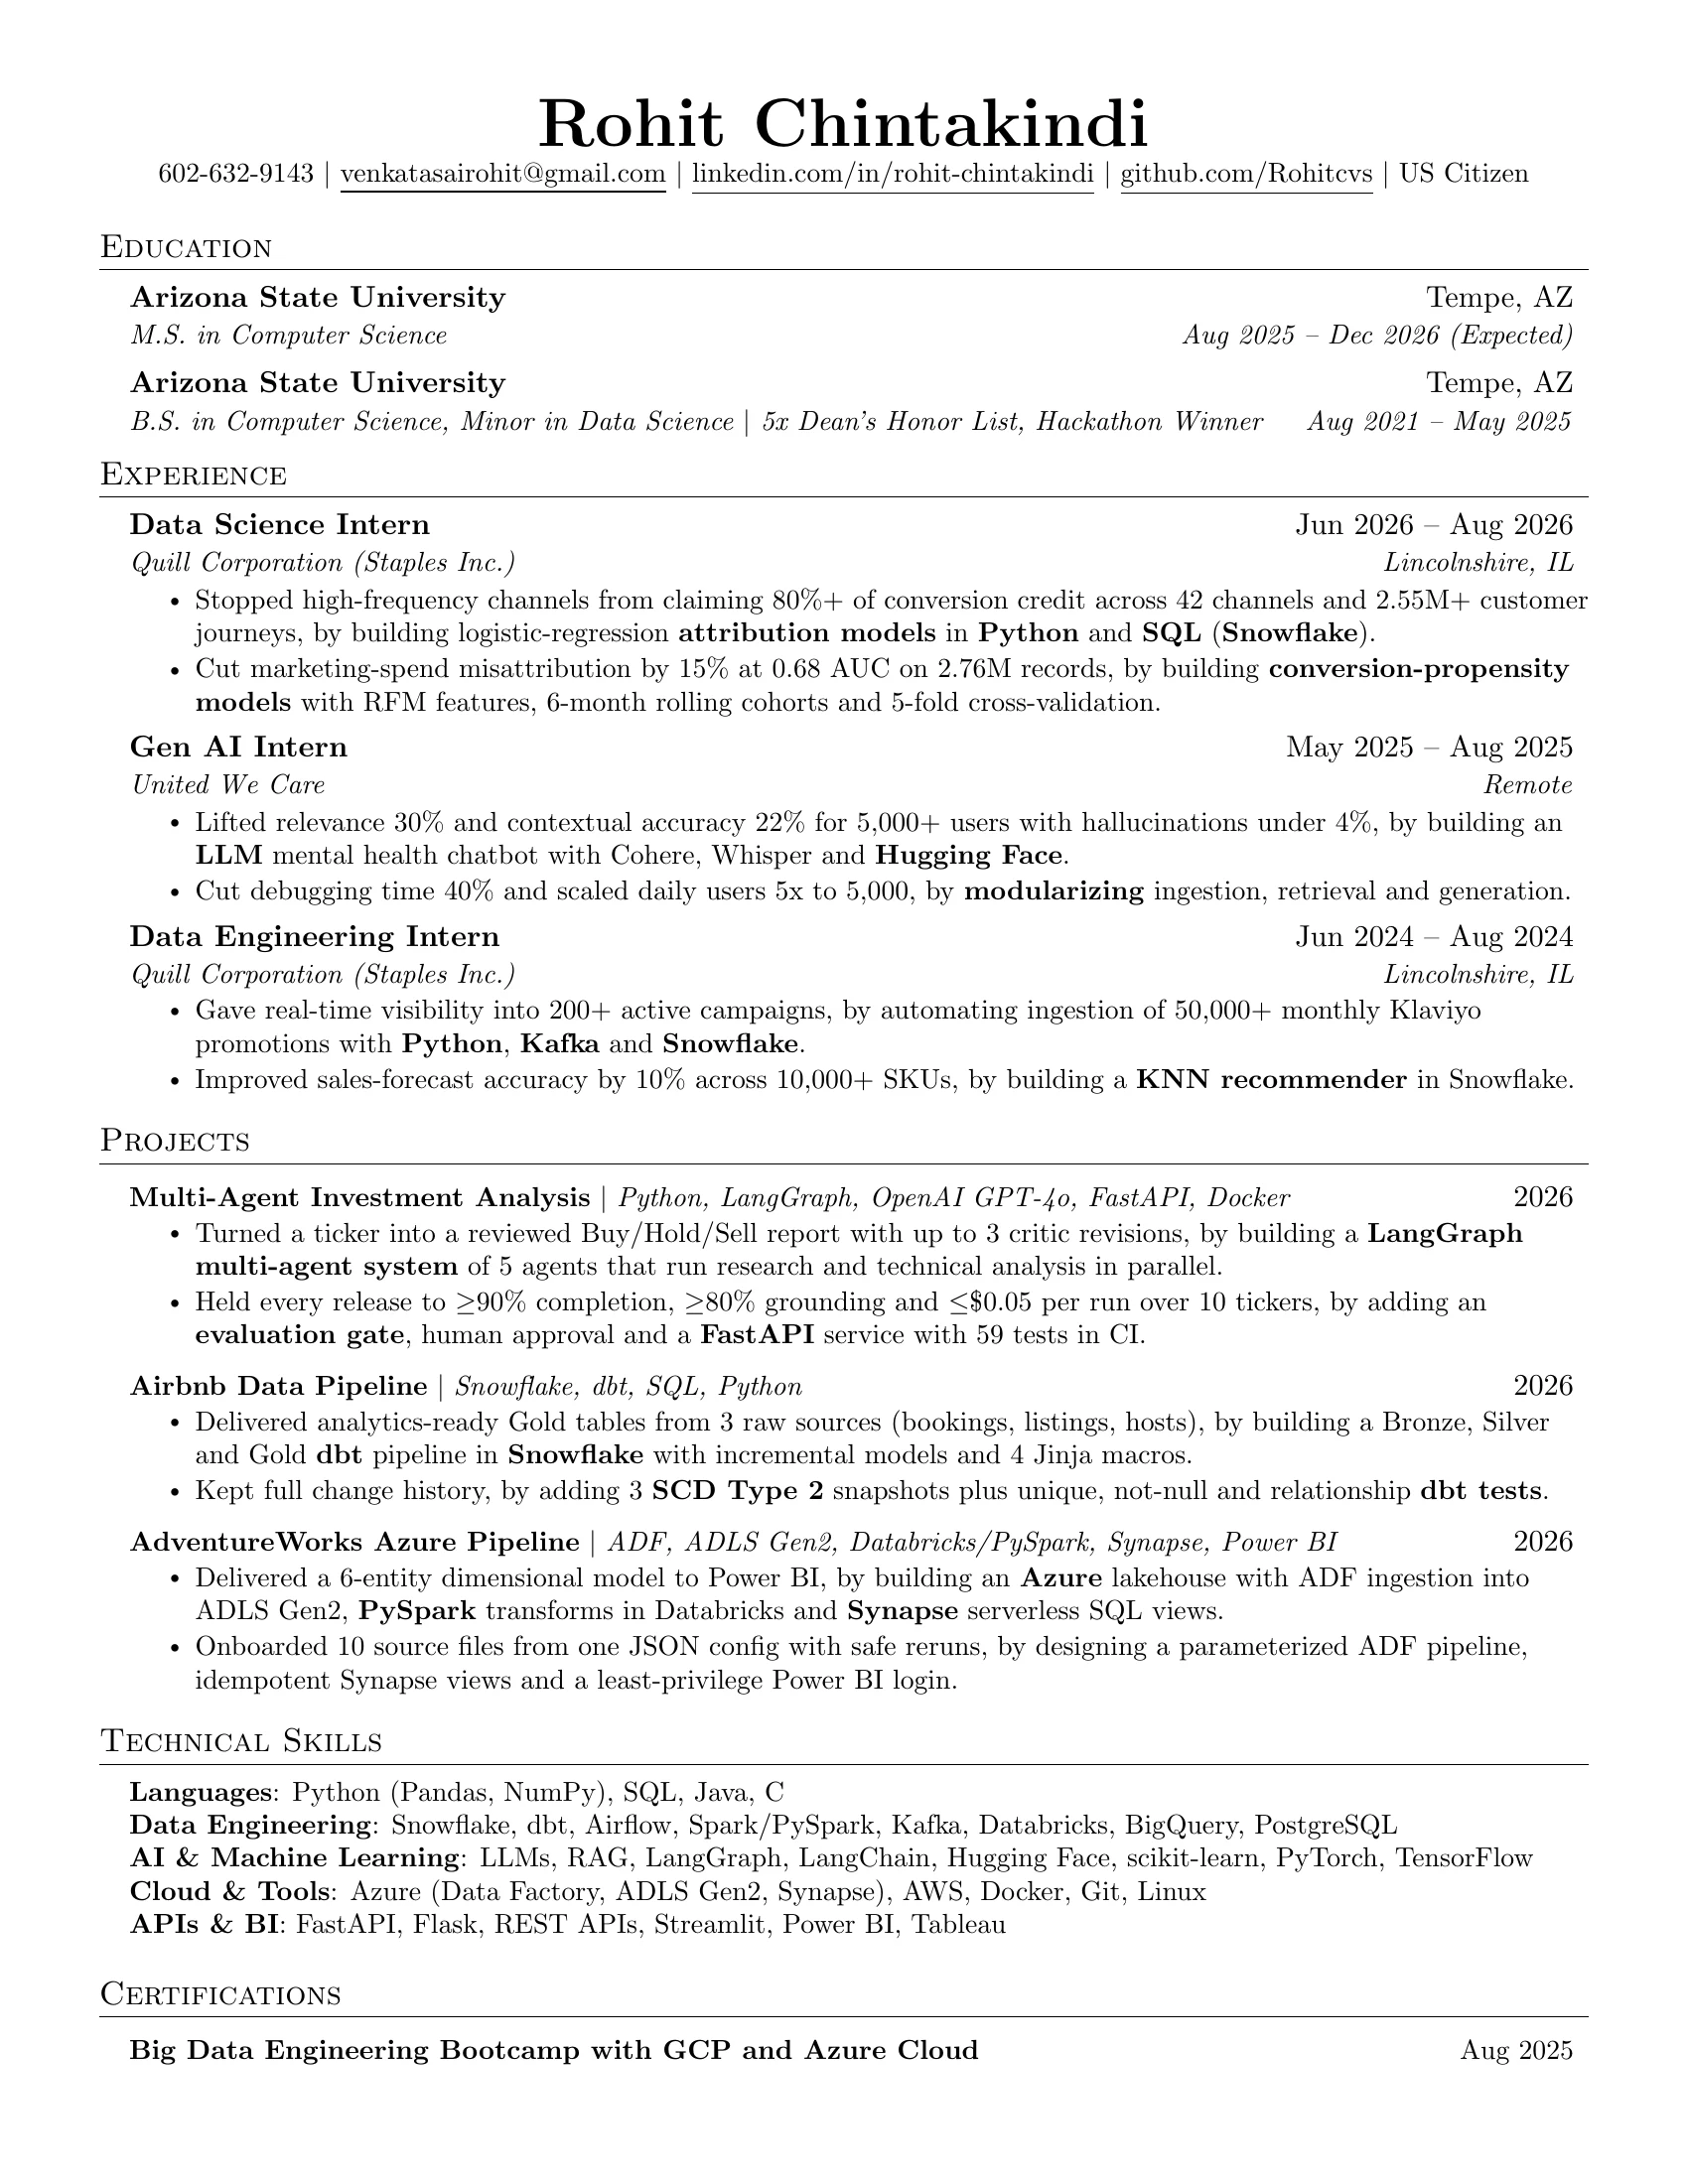 Rohit Chintakindi
602-632-9143 | venkatasairohit@gmail.com | linkedin.com/in/rohit-chintakindi | github.com/Rohitcvs | US Citizen
Education
Arizona State University Tempe, AZ
M.S. in Computer Science Aug 2025 – Dec 2026 (Expected)
Arizona State University Tempe, AZ
B.S. in Computer Science, Minor in Data Science | 5x Dean's Honor List, Hackathon Winner Aug 2021 – May 2025
Experience
Data Science Intern Jun 2026 – Aug 2026
Quill Corporation (Staples Inc.) Lincolnshire, IL
• Stopped high-frequency channels from claiming 80%+ of conversion credit across 42 channels and 2.55M+ customer
journeys, by building logistic-regression attribution models in Python and SQL (Snowflake).
• Cut marketing-spend misattribution by 15% at 0.68 AUC on 2.76M records, by building conversion-propensity
models with RFM features, 6-month rolling cohorts and 5-fold cross-validation.
Gen AI Intern May 2025 – Aug 2025
United We Care Remote
• Lifted relevance 30% and contextual accuracy 22% for 5,000+ users with hallucinations under 4%, by building an
LLM mental health chatbot with Cohere, Whisper and Hugging Face.
• Cut debugging time 40% and scaled daily users 5x to 5,000, by modularizing ingestion, retrieval and generation.
Data Engineering Intern Jun 2024 – Aug 2024
Quill Corporation (Staples Inc.) Lincolnshire, IL
• Gave real-time visibility into 200+ active campaigns, by automating ingestion of 50,000+ monthly Klaviyo
promotions with Python, Kafka and Snowflake.
• Improved sales-forecast accuracy by 10% across 10,000+ SKUs, by building a KNN recommender in Snowflake.
Projects
Multi-Agent Investment Analysis | Python, LangGraph, OpenAI GPT-4o, FastAPI, Docker 2026
• Turned a ticker into a reviewed Buy/Hold/Sell report with up to 3 critic revisions, by building a LangGraph
multi-agent system of 5 agents that run research and technical analysis in parallel.
• Held every release to ≥90% completion, ≥80% grounding and ≤$0.05 per run over 10 tickers, by adding an
evaluation gate, human approval and a FastAPI service with 59 tests in CI.
Airbnb Data Pipeline | Snowflake, dbt, SQL, Python 2026
• Delivered analytics-ready Gold tables from 3 raw sources (bookings, listings, hosts), by building a Bronze, Silver
and Gold dbt pipeline in Snowflake with incremental models and 4 Jinja macros.
• Kept full change history, by adding 3 SCD Type 2 snapshots plus unique, not-null and relationship dbt tests.
AdventureWorks Azure Pipeline | ADF, ADLS Gen2, Databricks/PySpark, Synapse, Power BI 2026
• Delivered a 6-entity dimensional model to Power BI, by building an Azure lakehouse with ADF ingestion into
ADLS Gen2, PySpark transforms in Databricks and Synapse serverless SQL views.
• Onboarded 10 source files from one JSON config with safe reruns, by designing a parameterized ADF pipeline,
idempotent Synapse views and a least-privilege Power BI login.
Technical Skills
Languages: Python (Pandas, NumPy), SQL, Java, C
Data Engineering: Snowflake, dbt, Airflow, Spark/PySpark, Kafka, Databricks, BigQuery, PostgreSQL
AI & Machine Learning: LLMs, RAG, LangGraph, LangChain, Hugging Face, scikit-learn, PyTorch, TensorFlow
Cloud & Tools: Azure (Data Factory, ADLS Gen2, Synapse), AWS, Docker, Git, Linux
APIs & BI: FastAPI, Flask, REST APIs, Streamlit, Power BI, Tableau
Certifications
Big Data Engineering Bootcamp with GCP and Azure Cloud Aug 2025